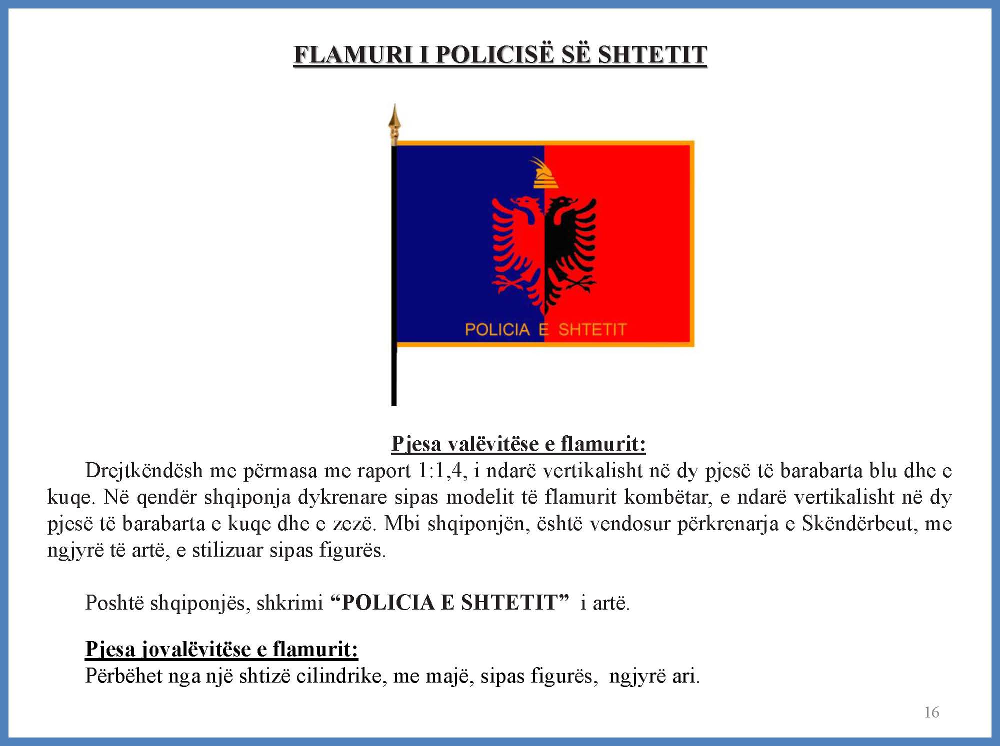 FLAMURI I POLICISË SË SHTETIT
POLICIA E SHTETIT
Pjesa valëvitëse e flamurit:
Drejtkëndësh me përmasa me raport 1:1,4, i ndarë vertikalisht në dy pjesë të barabarta blu dhe e
kuqe. Në qendër shqiponja dykrenare sipas modelit të flamurit kombëtar, e ndarë vertikalisht në dy
pjesë të barabarta e kuqe dhe e zezë. Mbi shqiponjën, është vendosur përkrenarja e Skëndërbeut, me
ngjyrë të artë, e stilizuar sipas figurës.
Poshtë shqiponjës, shkrimi “POLICIA E SHTETIT” i artë.
Pjesa jovalëvitëse e flamurit:
Përbëhet nga një shtizë cilindrike, me majë, sipas figurës, ngjyrë ari.
16